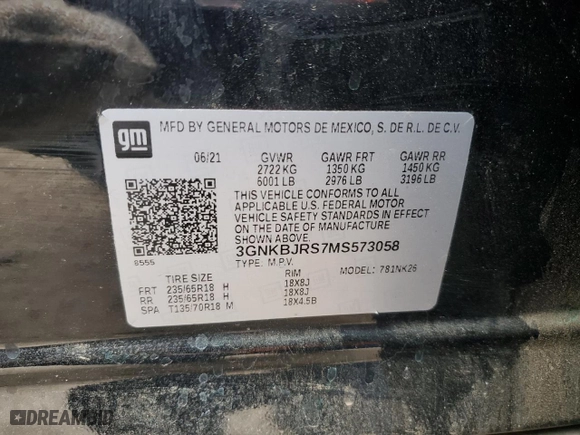 gm
MFD BY GENERAL MOTORS DE MEXICO, S. DE R.L. DE C.V.
06/21 GVWR GAWR FRT GAWR RR
2722 KG 1350 KG 1450 KG
6001 LB 2976 LB 3196 LB
THIS VEHICLE CONFORMS TO ALL
APPLICABLE U.S. FEDERAL MOTOR
VEHICLE SAFETY STANDARDS IN EFFECT
ON THE DATE OF MANUFACTURE
SHOWN ABOVE.
8555 3GNKBJRS7MS573058
TYPE: M.P.V. MODEL: 781NK26
TIRE SIZE RIM
FRT 235/65R18 H 18X8J
RR 235/65R18 H 18X8J
SPA T135/70R18 M 18X4.5B
© DREAMBID